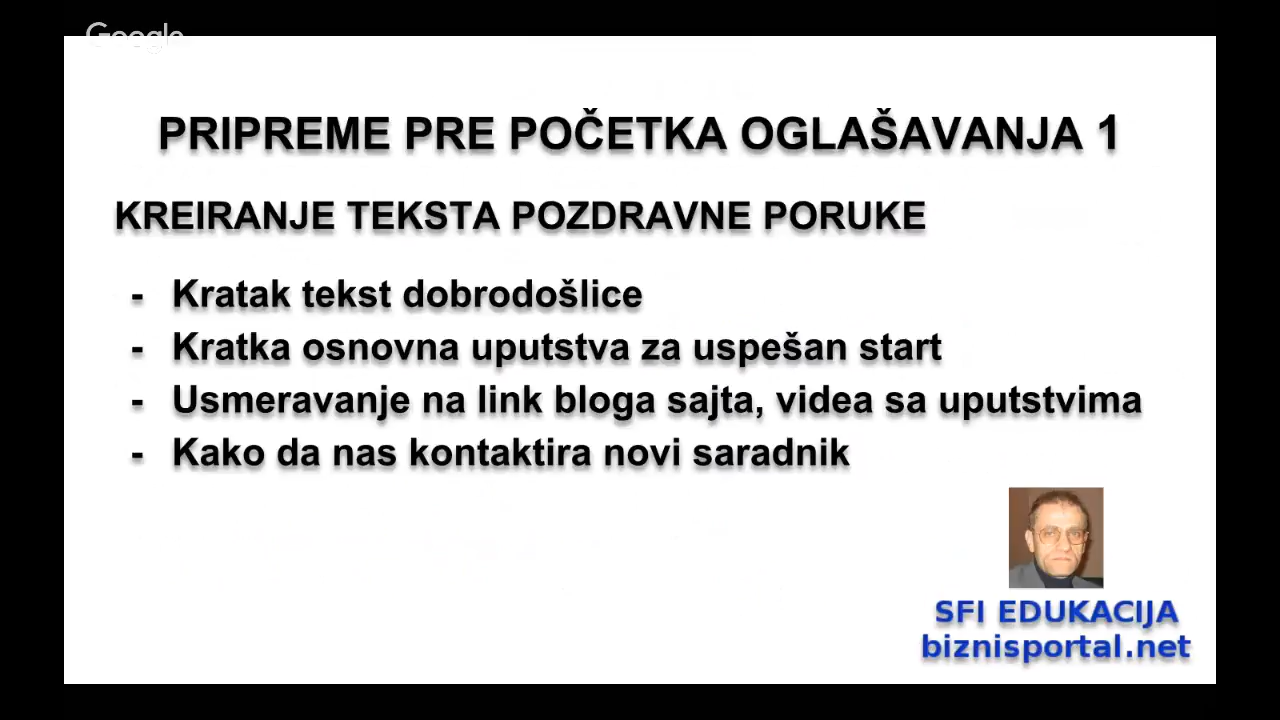 Google
PRIPREME PRE POČETKA OGLAŠAVANJA 1
KREIRANJE TEKSTA POZDRAVNE PORUKE
- Kratak tekst dobrodošlice
- Kratka osnovna uputstva za uspešan start
- Usmeravanje na link bloga sajta, videa sa uputstvima
- Kako da nas kontaktira novi saradnik
SFI EDUKACIJA
biznisportal.net